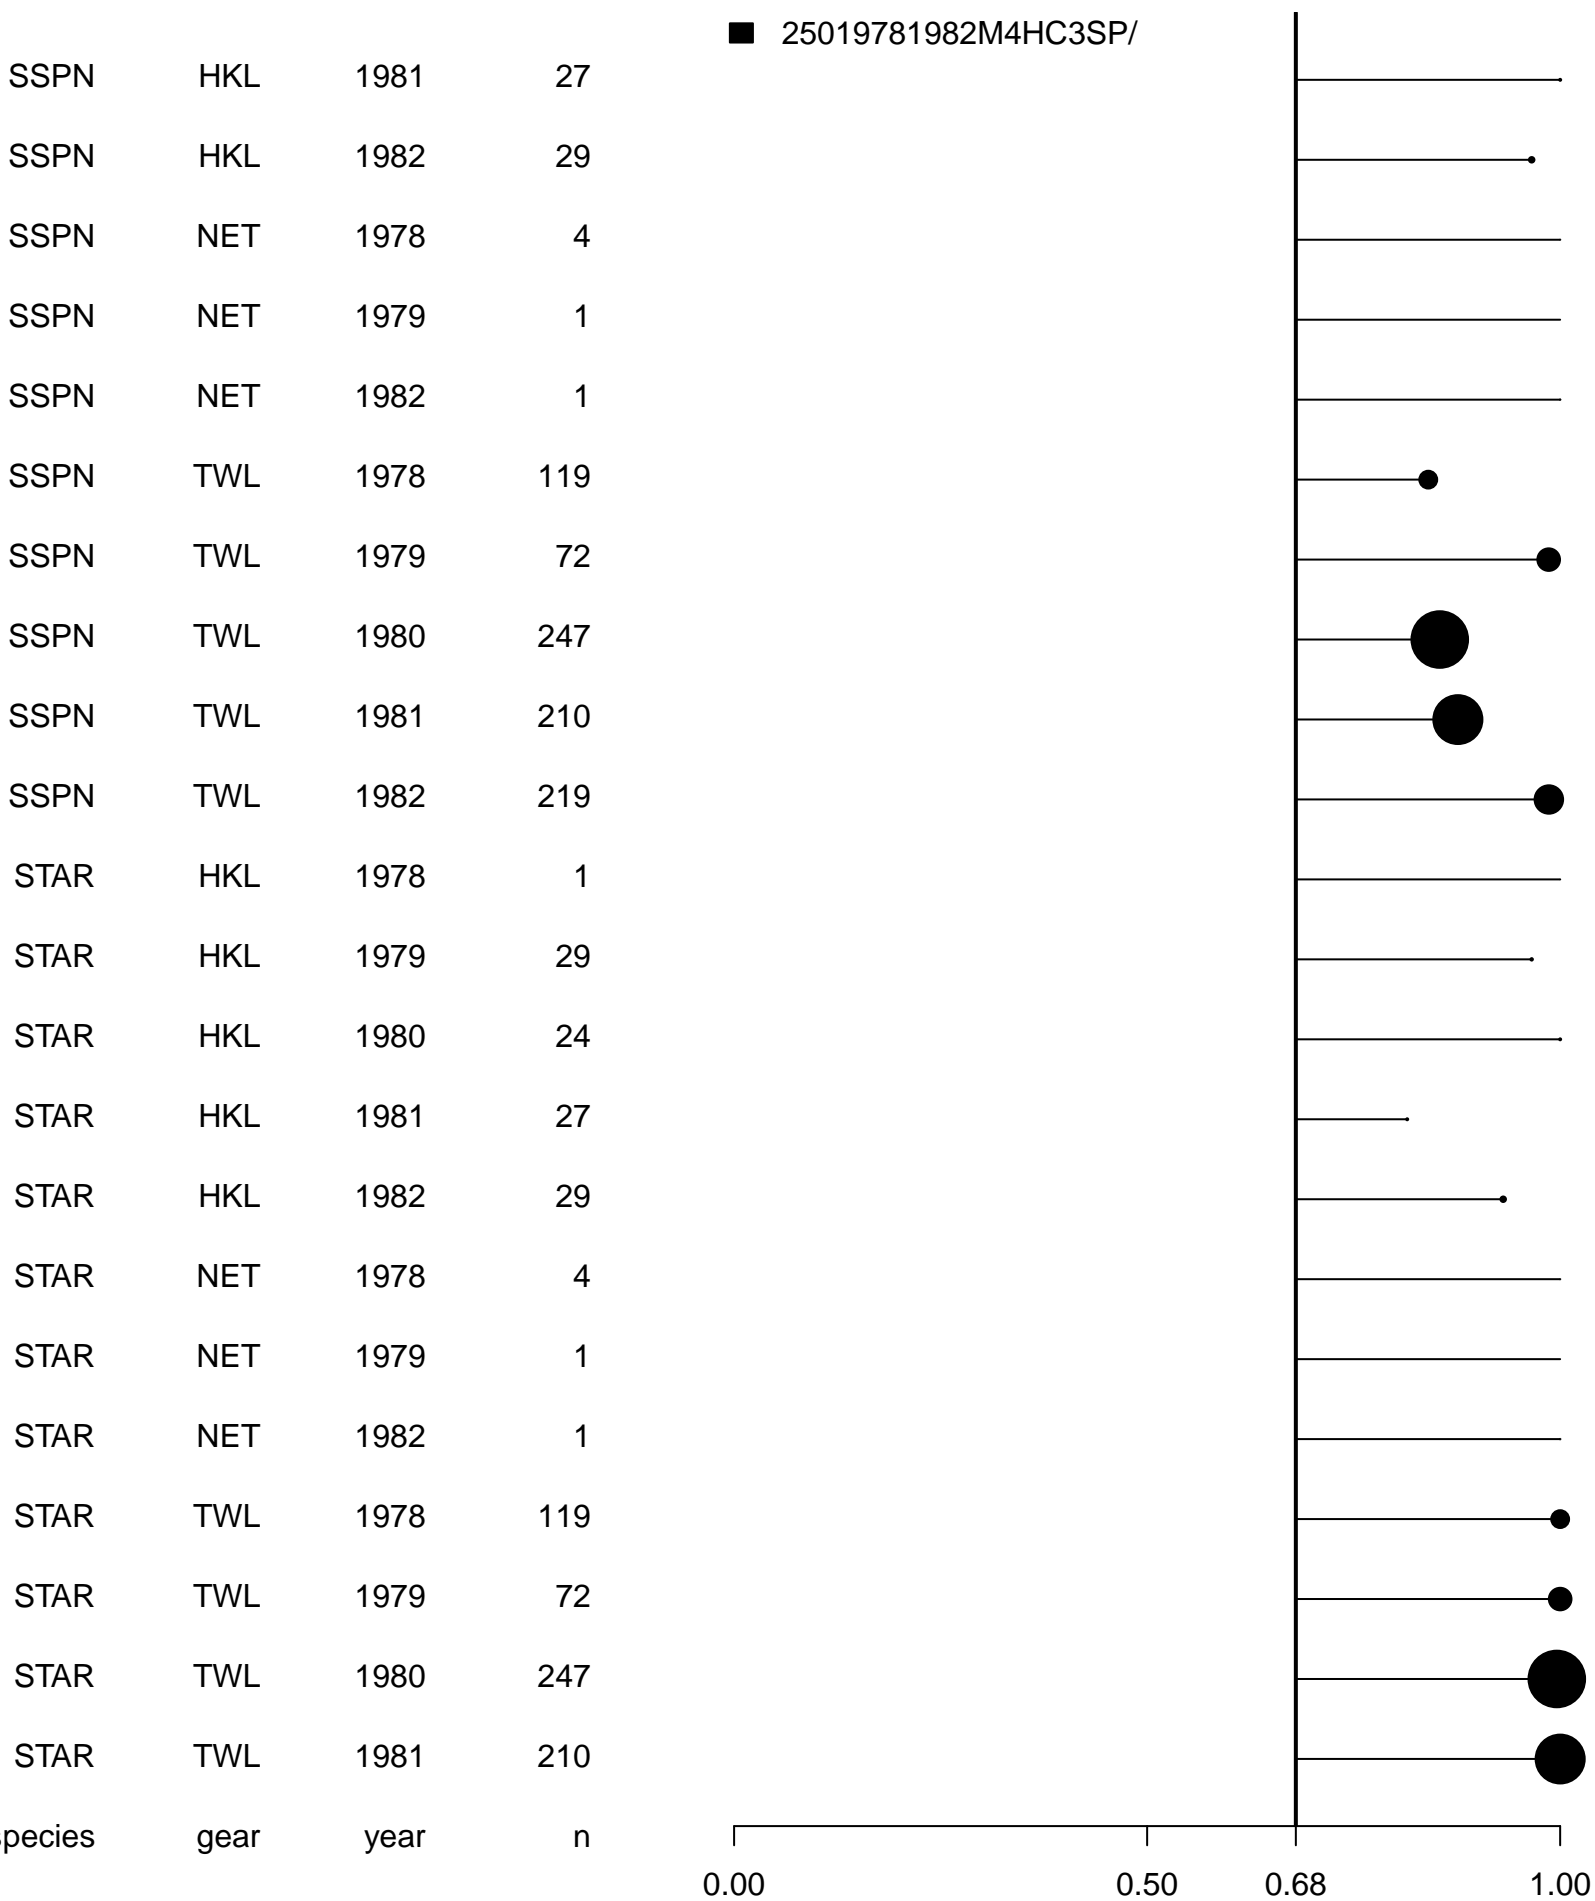 25019781982M4HC3SP/
SSPN HKL 1981 27
SSPN HKL 1982 29
SSPN NET 1978 4
SSPN NET 1979 1
SSPN NET 1982 1
SSPN TWL 1978 119
SSPN TWL 1979 72
SSPN TWL 1980 247
SSPN TWL 1981 210
SSPN TWL 1982 219
STAR HKL 1978 1
STAR HKL 1979 29
STAR HKL 1980 24
STAR HKL 1981 27
STAR HKL 1982 29
STAR NET 1978 4
STAR NET 1979 1
STAR NET 1982 1
STAR TWL 1978 119
STAR TWL 1979 72
STAR TWL 1980 247
STAR TWL 1981 210
species gear year n
0.00 0.50 0.68 1.00